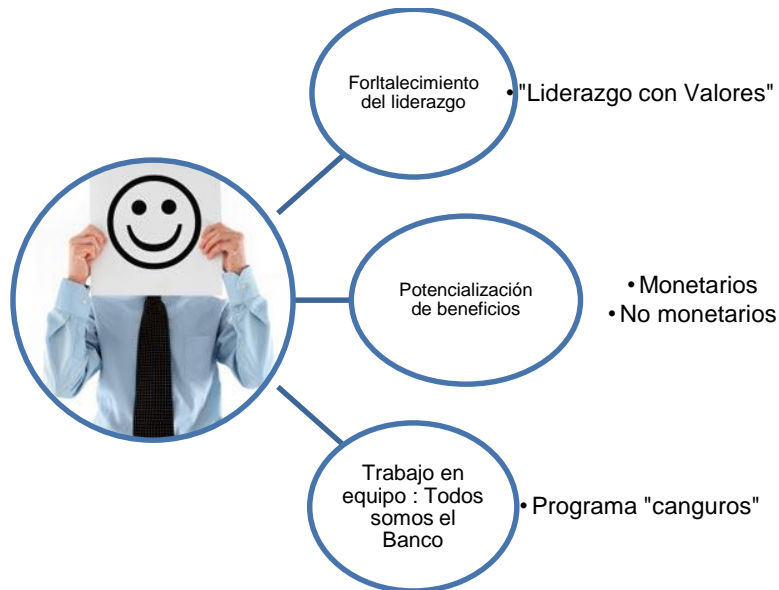 Forltalecimiento
del liderazgo
• "Liderazgo con Valores"
Potencialización
de beneficios
• Monetarios
• No monetarios
Trabajo en
equipo : Todos
somos el
Banco
• Programa "canguros"